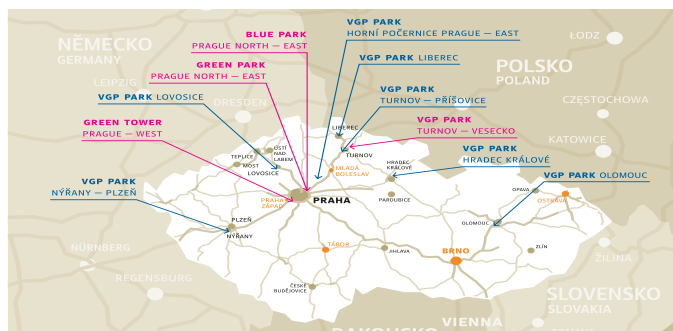 NĚMECKO
GERMANY
LEIPZIG
DRESDEN
BLUE PARK
PRAGUE NORTH — EAST
GREEN PARK
PRAGUE NORTH — EAST
VGP PARK LOVOSICE
GREEN TOWER
PRAGUE — WEST
VGP PARK
NÝŘANY — PLZEŇ
VGP PARK
HORNÍ POČERNICE PRAGUE — EAST
VGP PARK LIBEREC
VGP PARK
TURNOV — PŘÍŠOVICE
VGP PARK
TURNOV — VESECKO
VGP PARK
HRADEC KRÁLOVÉ
VGP PARK OLOMOUC
ŁODZ
POLSKO
POLAND
CZĘSTOCHOWA
KATOWICE
LIBEREC
TURNOV
TEPLICE
ÚSTÍ
NAD
LABEM
MOST
LOVOSICE
MLADÁ
BOLESLAV
HRADEC
KRÁLOVÉ
PARDUBICE
PRAHA
ZÁPAD
PRAHA
PLZEŇ
NÝŘANY
TÁBOR
JIHLAVA
BRNO
OLOMOUC
OPAVA
OSTRAVA
ZLÍN
ČESKÉ
BUDĚJOVICE
NÜRNBERG
REGENSBURG
ŽILINA
SLOVENSKO
SLOVAKIA
VIENNA
RAKOUSKO